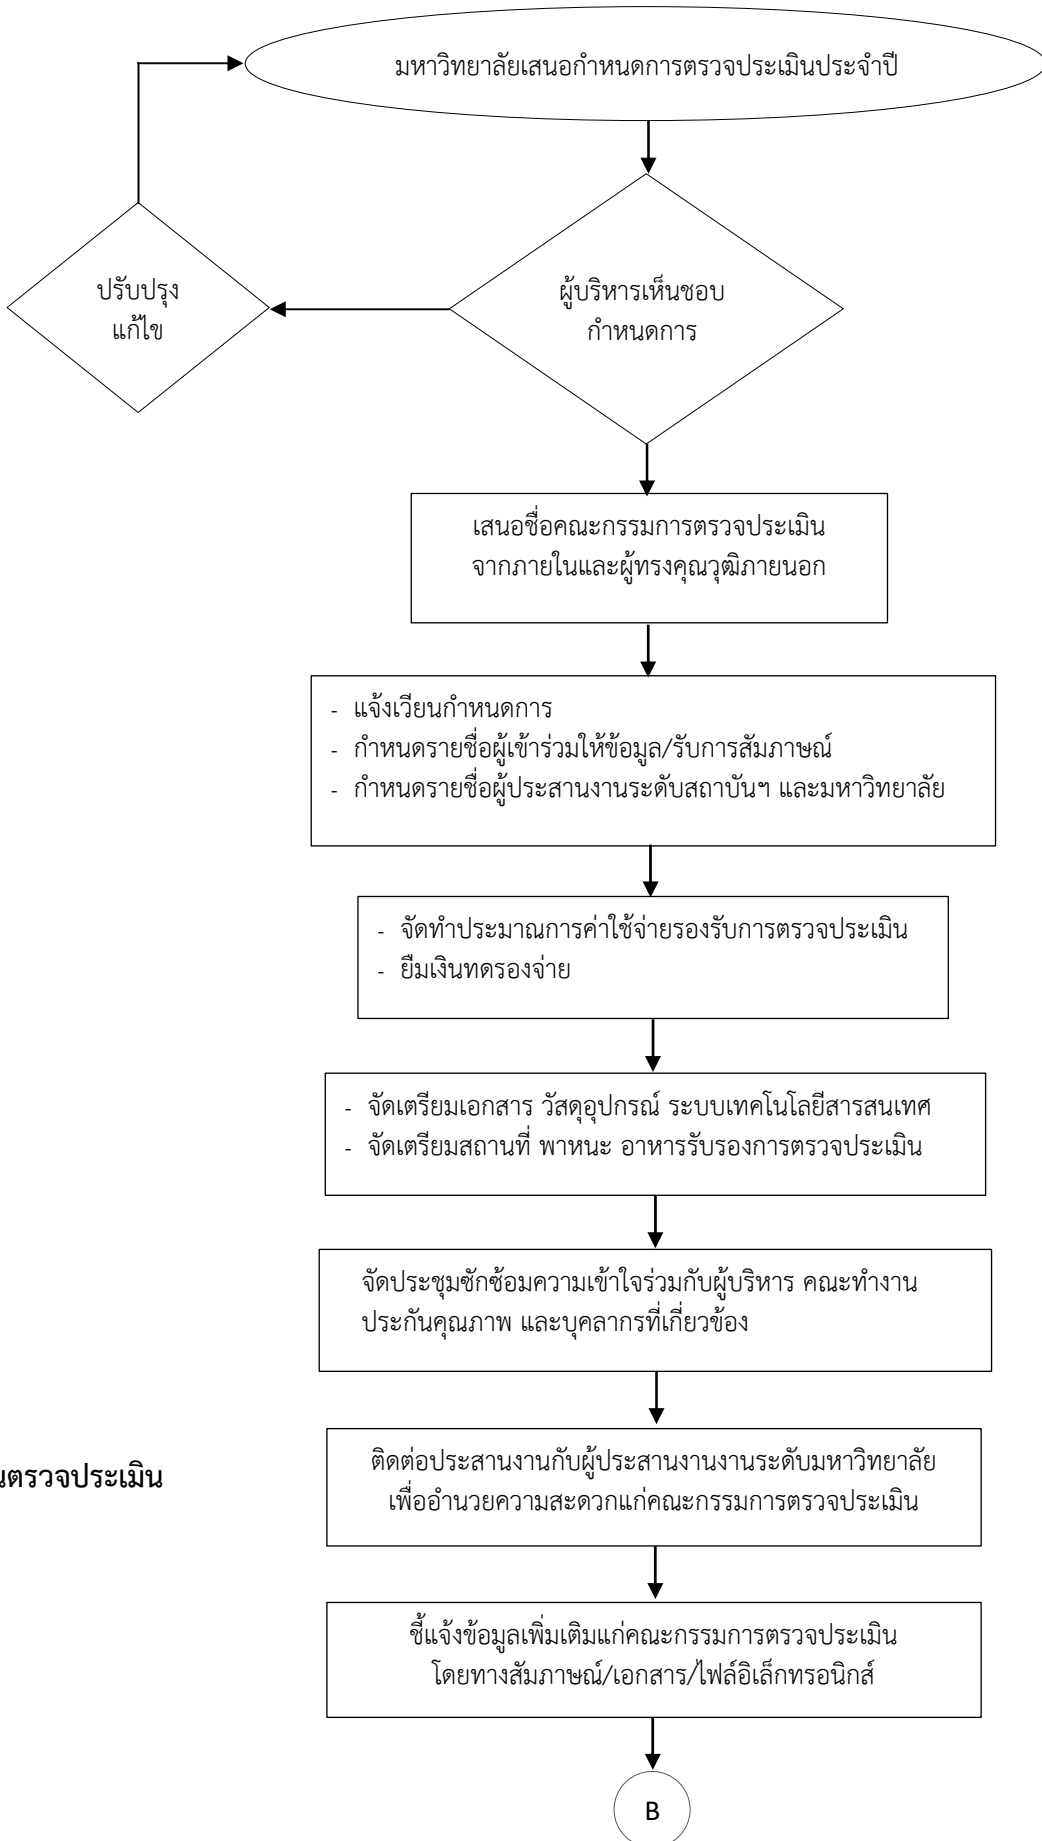 มหาวิทยาลัยเสนอกำหนดการตรวจประเมินประจำปี
ปรับปรุง
แก้ไข
ผู้บริหารเห็นชอบ
กำหนดการ
เสนอชื่อคณะกรรมการตรวจประเมิน
จากภายในและผู้ทรงคุณวุฒิภายนอก
- แจ้งเวียนกำหนดการ
- กำหนดรายชื่อผู้เข้าร่วมให้ข้อมูล/รับการสัมภาษณ์
- กำหนดรายชื่อผู้ประสานงานระดับสถาบันฯ และมหาวิทยาลัย
- จัดทำประมาณการค่าใช้จ่ายรองรับการตรวจประเมิน
- ยืมเงินทดรองจ่าย
- จัดเตรียมเอกสาร วัสดุอุปกรณ์ ระบบเทคโนโลยีสารสนเทศ
- จัดเตรียมสถานที่ พาหนะ อาหารรับรองการตรวจประเมิน
จัดประชุมซักซ้อมความเข้าใจร่วมกับผู้บริหาร คณะทำงาน
ประกันคุณภาพ และบุคลากรที่เกี่ยวข้อง
ติดต่อประสานงานกับผู้ประสานงานงานระดับมหาวิทยาลัย
เพื่ออำนวยความสะดวกแก่คณะกรรมการตรวจประเมิน
นตรวจประเมิน
ชี้แจ้งข้อมูลเพิ่มเติมแก่คณะกรรมการตรวจประเมิน
โดยทางสัมภาษณ์/เอกสาร/ไฟล์อิเล็กทรอนิกส์
B